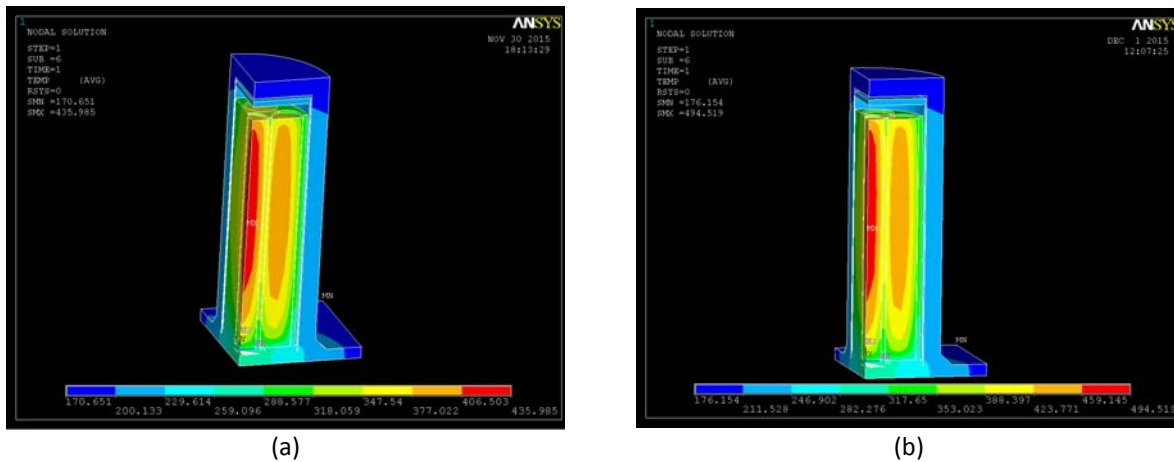 1
ANSYS
NODAL SOLUTION
NOV 30 2015
18:13:29
STEP=1
SUB =6
TIME=1
TEMP (AVG)
RSYS=0
SMN =170.651
SMX =435.985
MX
MN
170.651 229.614 288.577 347.54 406.503
200.133 259.096 318.059 377.022 435.985
(a)
1
ANSYS
NODAL SOLUTION
DEC 1 2015
12:07:25
STEP=1
SUB =6
TIME=1
TEMP (AVG)
RSYS=0
SMN =176.154
SMX =494.519
MX
MN
176.154 246.902 317.65 388.397 459.145
211.528 282.276 353.023 423.771 494.519
(b)